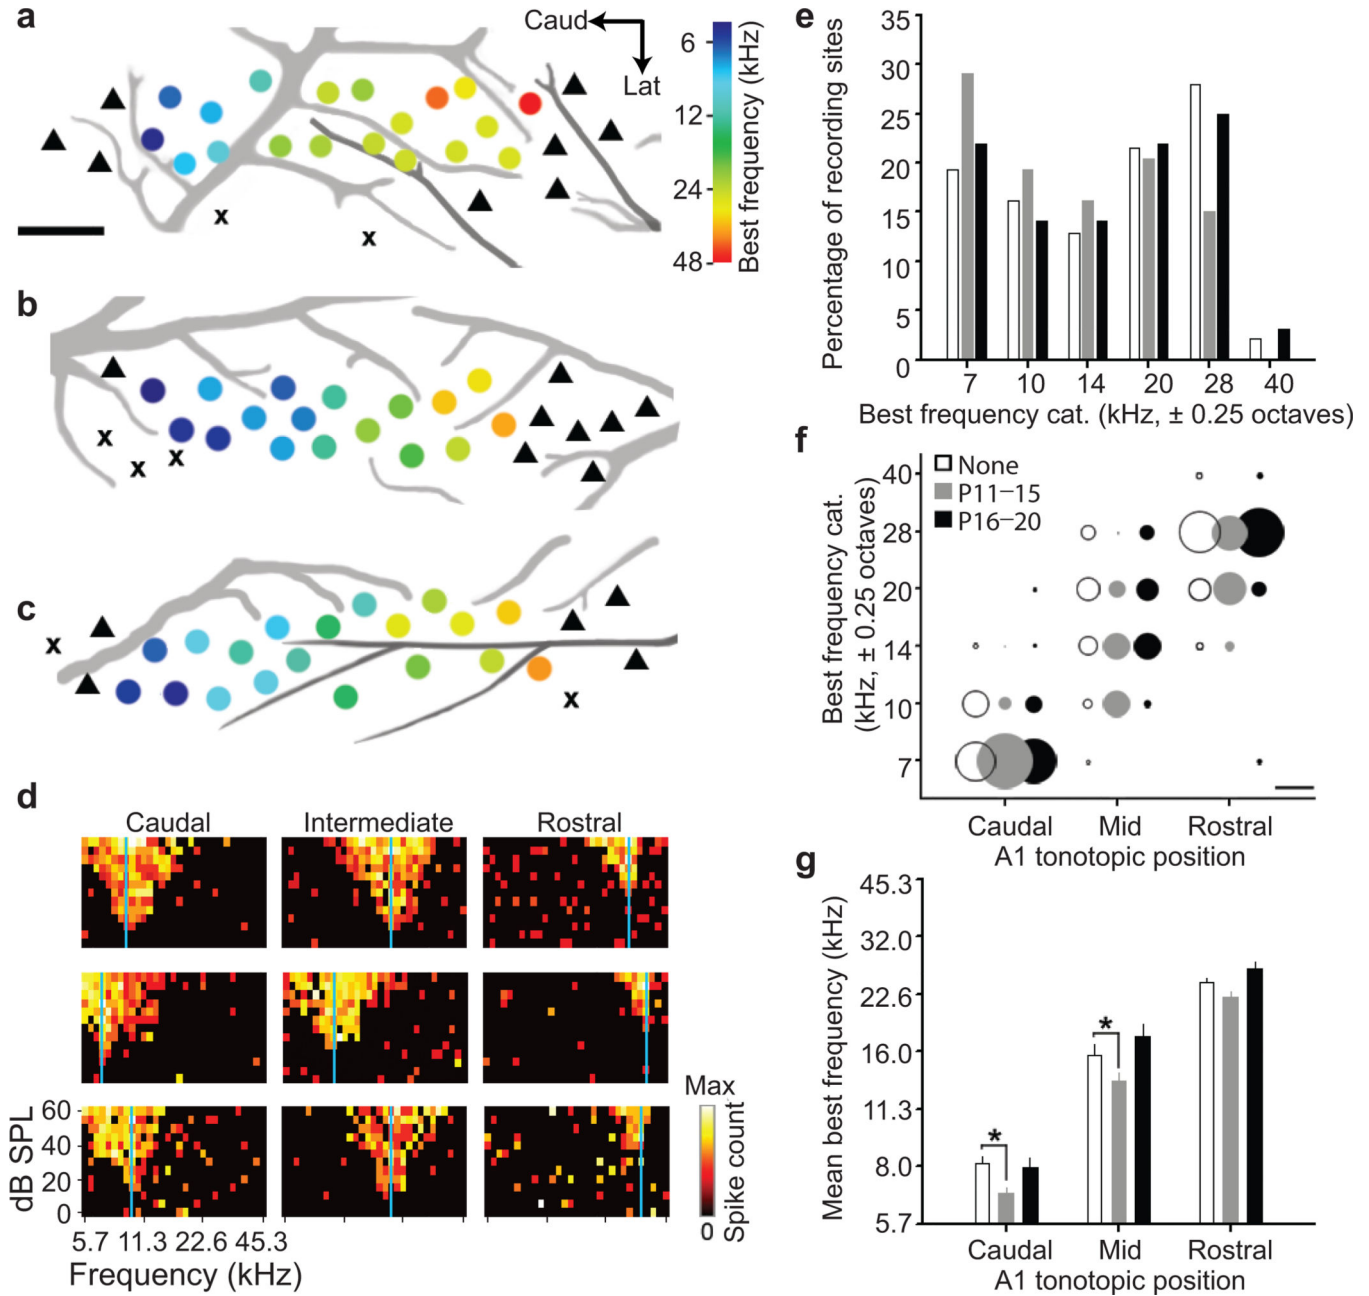 a
Caud
Lat
6
12
24
48
Best frequency (kHz)
x
x
b
x
x
x
c
x
x
d
Caudal
Intermediate
Rostral
dB SPL
60
40
20
0
5.7 11.3 22.6 45.3
Frequency (kHz)
Max
0
Spike count
e
Percentage of recording sites
35
30
25
20
15
10
5
0
7 10 14 20 28 40
Best frequency cat. (kHz, ± 0.25 octaves)
f
Best frequency cat.
(kHz, ± 0.25 octaves)
None
P11–15
P16–20
40
28
20
14
10
7
Caudal Mid Rostral
A1 tonotopic position
g
Mean best frequency (kHz)
45.3
32.0
22.6
16.0
11.3
8.0
5.7
*
*
Caudal Mid Rostral
A1 tonotopic position